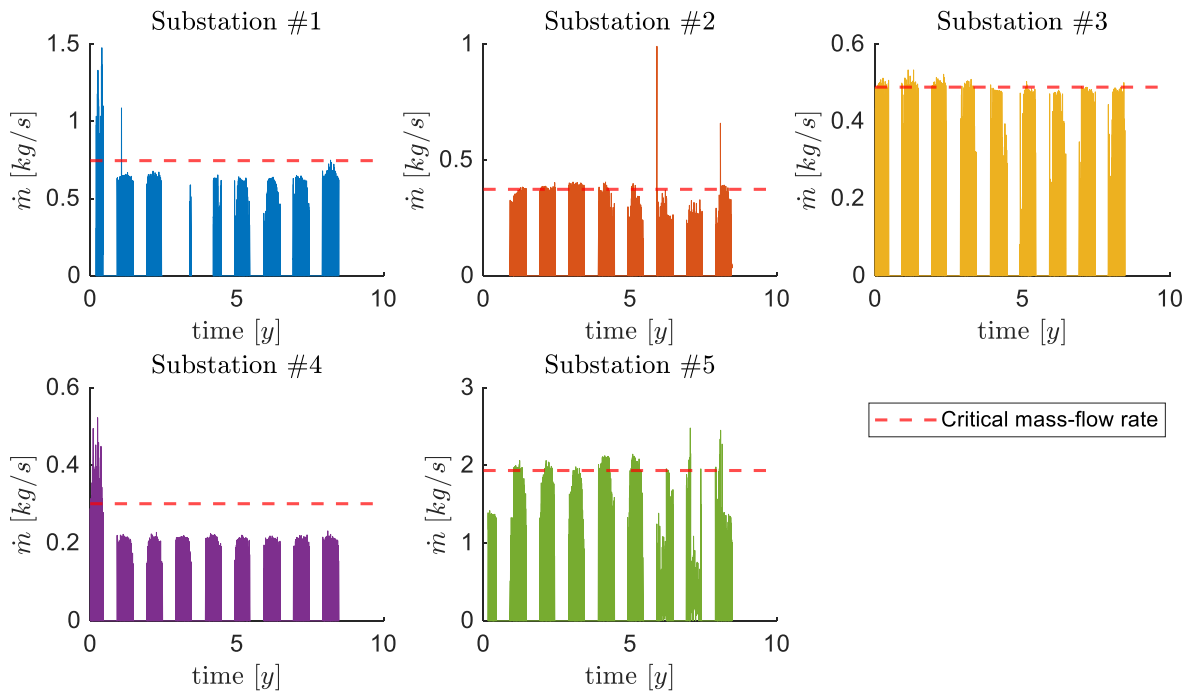 Substation #1
1.5
1
0.5
0
ṁ [kg/s]
0
5
10
time [y]
Substation #2
1
0.5
0
ṁ [kg/s]
0
5
10
time [y]
Substation #3
0.6
0.4
0.2
0
ṁ [kg/s]
0
5
10
time [y]
Substation #4
0.6
0.4
0.2
0
ṁ [kg/s]
0
5
10
time [y]
Substation #5
3
2
1
0
ṁ [kg/s]
0
5
10
time [y]
Critical mass-flow rate